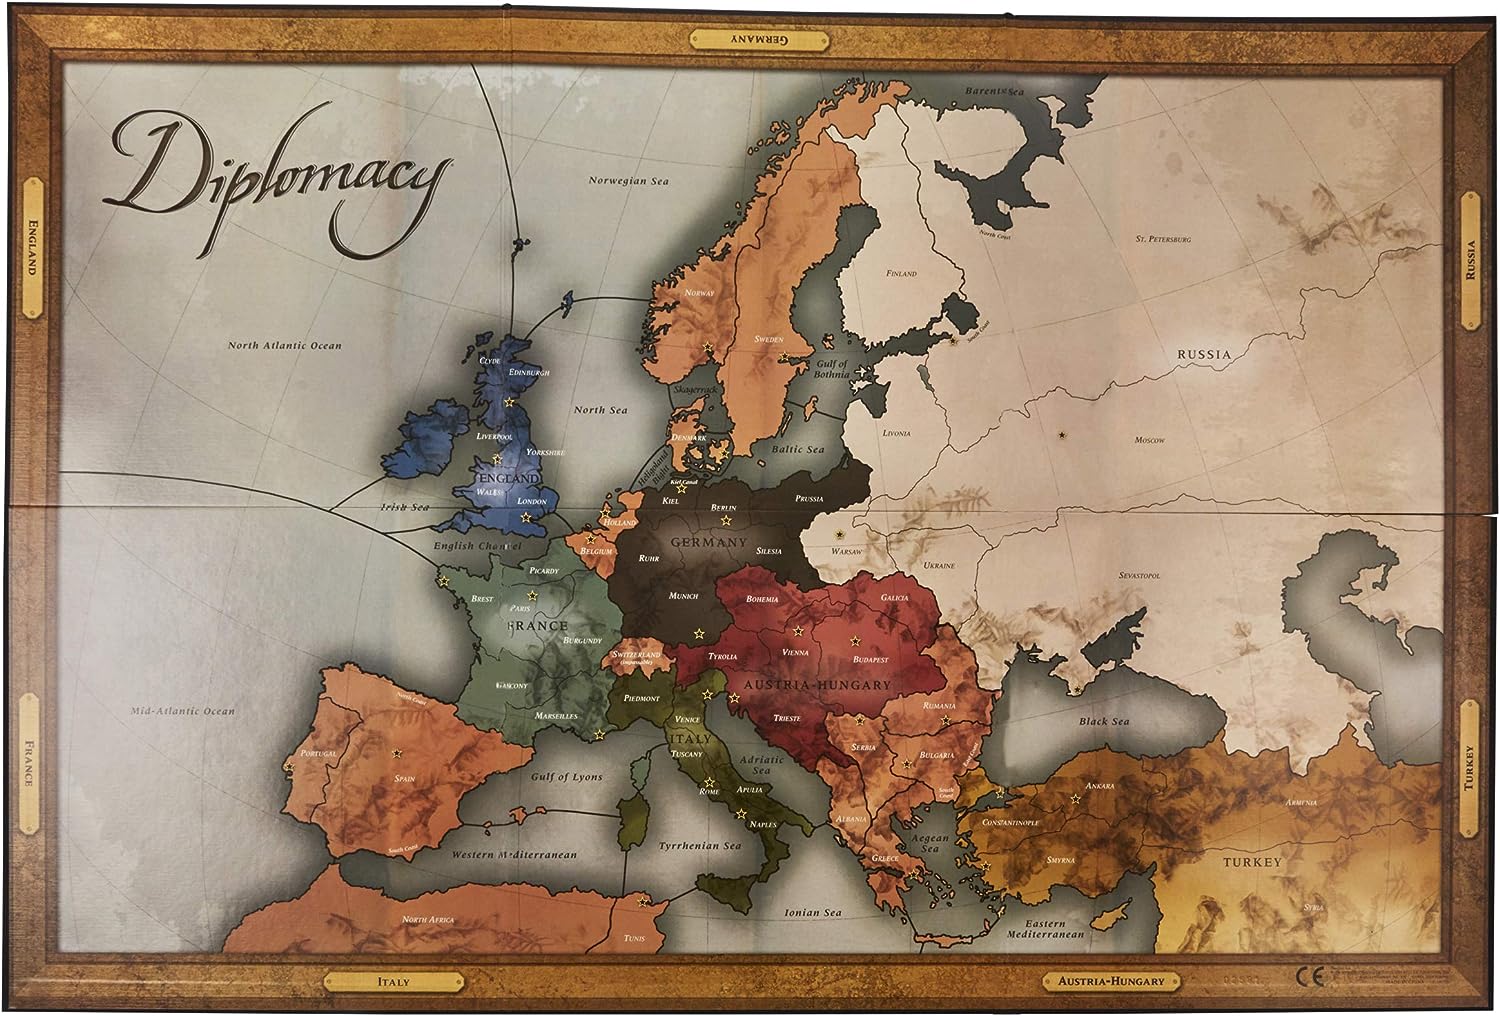 GERMANY
Diplomacy
Barents Sea
Norwegian Sea
ENGLAND
North Coast
ST. PETERSBURG
RUSSIA
FINLAND
NORWAY
South Coast
SWEDEN
North Atlantic Ocean
RUSSIA
CLYDE
EDINBURGH
Gulf of
Bothnia
Skagerrack
North Sea
LIVERPOOL
YORKSHIRE
DENMARK
LIVONIA
MOSCOW
Baltic Sea
Heligoland
Bight
ENGLAND
WALES
LONDON
Kiel Canal
KIEL
BERLIN
PRUSSIA
Irish Sea
HOLLAND
English Channel
BELGIUM
GERMANY
RUHR
SILESIA
WARSAW
UKRAINE
SEVASTOPOL
PICARDY
BREST
PARIS
MUNICH
BOHEMIA
GALICIA
FRANCE
BURGUNDY
SWITZERLAND
(impassable)
TYROLIA
VIENNA
BUDAPEST
AUSTRIA-HUNGARY
GASCONY
MARSEILLES
PIEDMONT
VENICE
TRIESTE
RUMANIA
North Coast
Mid-Atlantic Ocean
Black Sea
ITALY
TUSCANY
SERBIA
BULGARIA
East Coast
PORTUGAL
SPAIN
Gulf of Lyons
Adriatic
Sea
FRANCE
TURKEY
ROME
APULIA
South
Coast
ANKARA
ARMENIA
NAPLES
ALBANIA
CONSTANTINOPLE
South Coast
Western Mediterranean
Tyrrhenian Sea
Aegean
Sea
GREECE
SMYRNA
TURKEY
Ionian Sea
SYRIA
NORTH AFRICA
TUNIS
Eastern
Mediterranean
ITALY
AUSTRIA-HUNGARY
CE